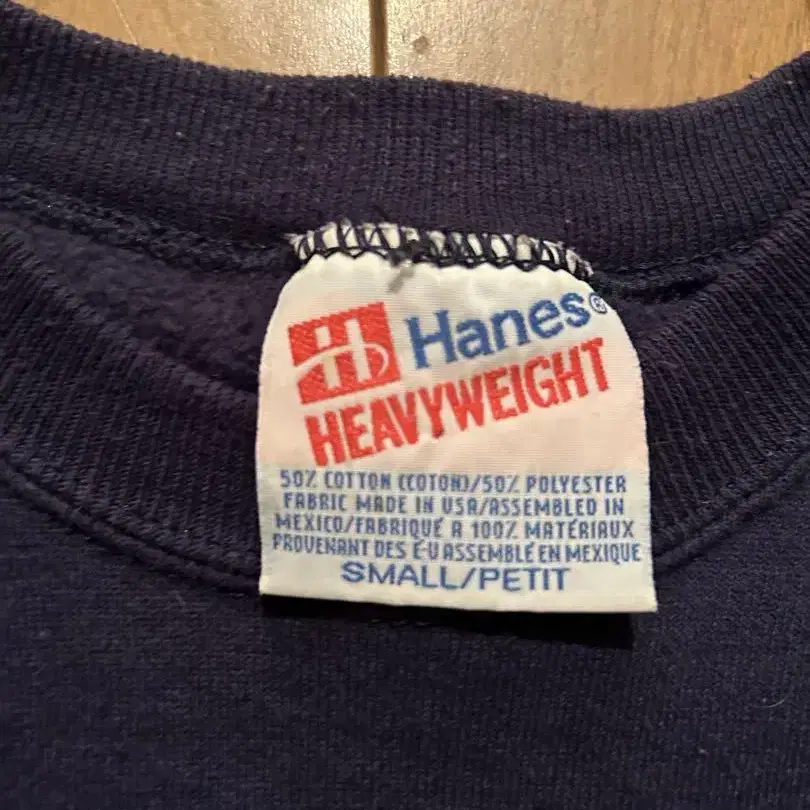 Hanes®
HEAVYWEIGHT
50% COTTON (COTON)/50% POLYESTER
FABRIC MADE IN USA/ASSEMBLED IN
MEXICO/FABRIQUÉ A 100% MATÉRIAUX
PROVENANT DES É-U ASSEMBLÉ EN MEXIQUE
SMALL/PETIT